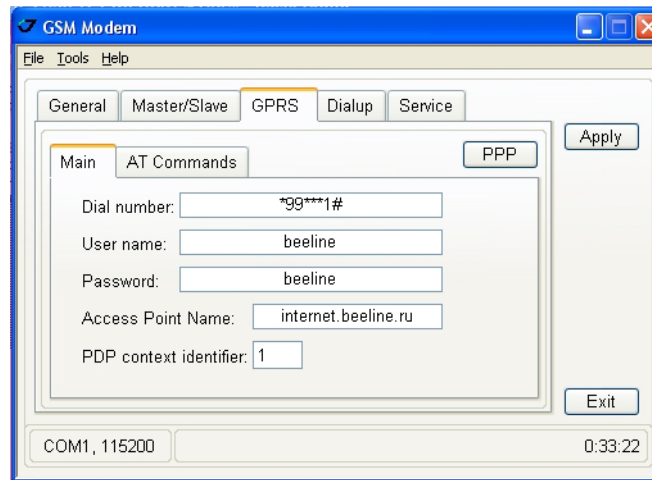 GSM Modem
File Tools Help
General Master/Slave GPRS Dialup Service
Apply
Main AT Commands PPP
Dial number: *99***1#
User name: beeline
Password: beeline
Access Point Name: internet.beeline.ru
PDP context identifier: 1
Exit
COM1, 115200 0:33:22